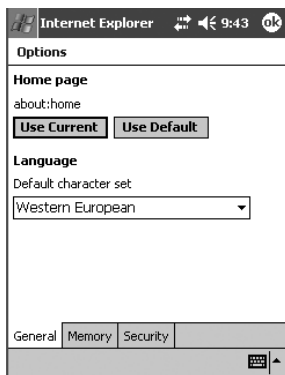 Internet Explorer 9:43 ok
Options
Home page
about:home
Use Current Use Default
Language
Default character set
Western European
General Memory Security